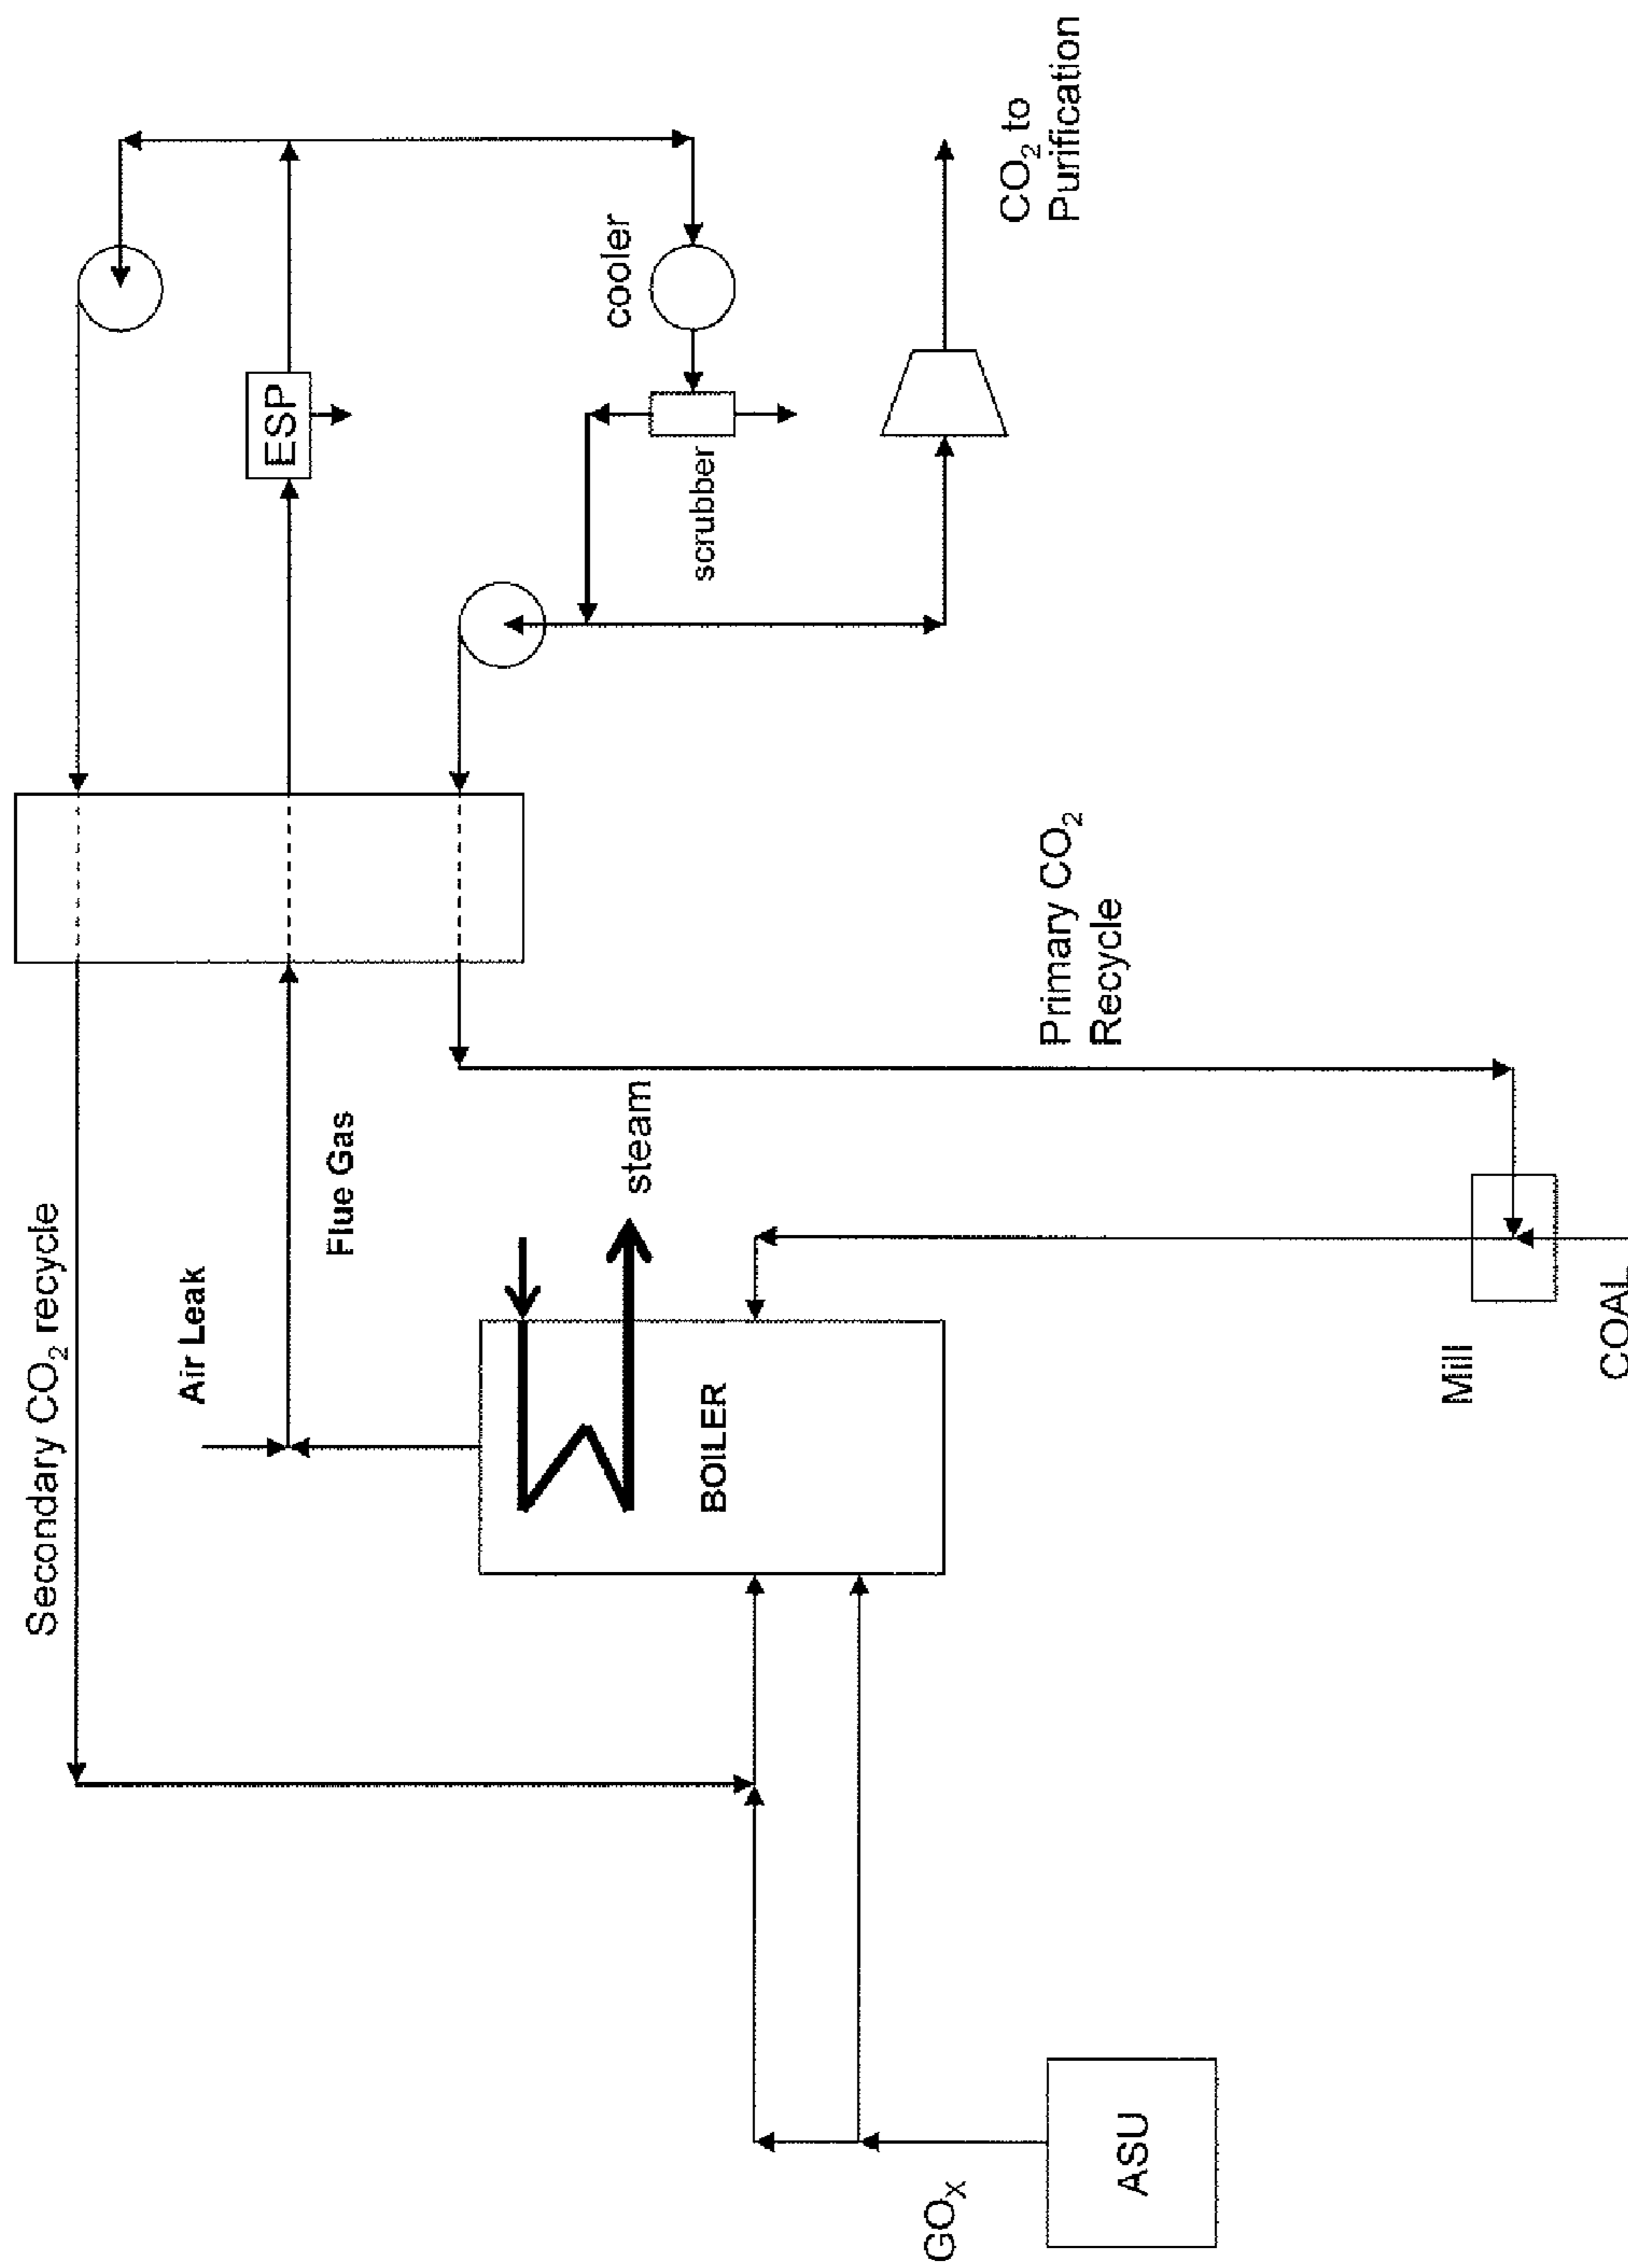 Secondary CO₂ recycle
Air Leak
Flue Gas
ESP
steam
cooler
BOILER
scrubber
GOₓ
CO₂ to
Purification
Primary CO₂
Recycle
ASU
Mill
COAL